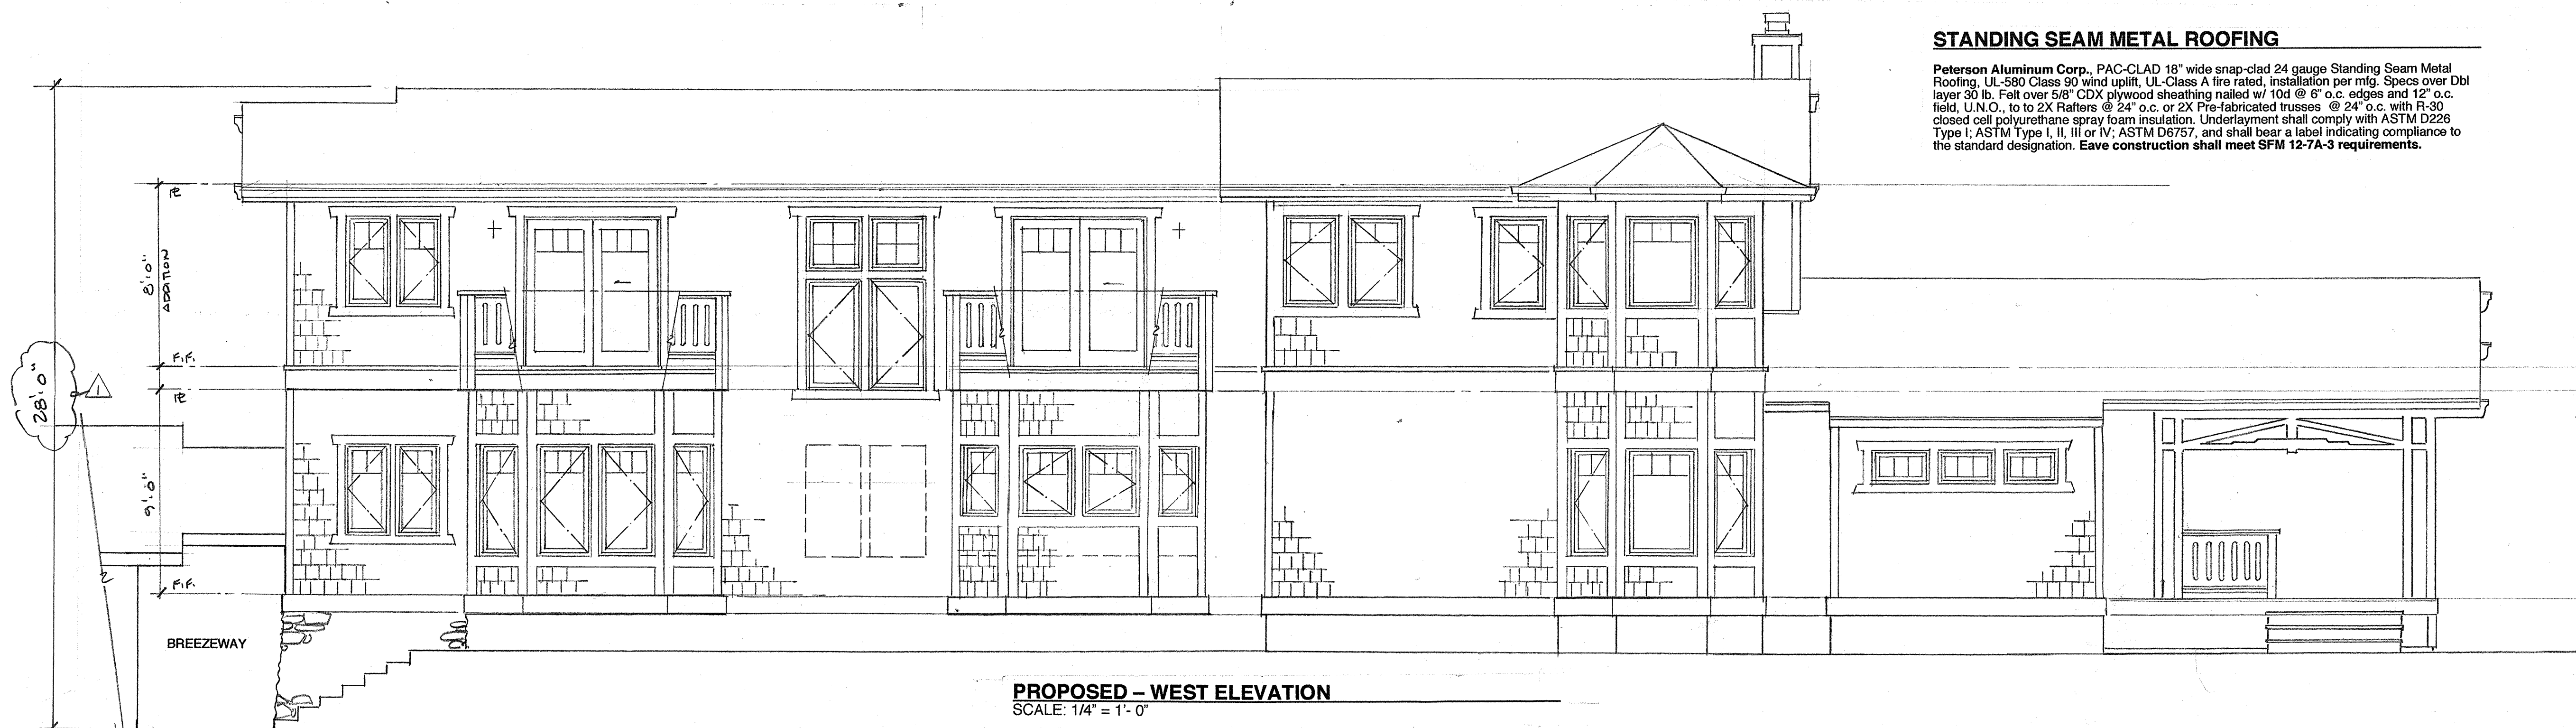 STANDING SEAM METAL ROOFING
Peterson Aluminum Corp., PAC-CLAD 18" wide snap-clad 24 gauge Standing Seam Metal
Roofing, UL-580 Class 90 wind uplift, UL-Class A fire rated, installation per mfg. Specs over Dbl
layer 30 lb. Felt over 5/8" CDX plywood sheathing nailed w/ 10d @ 6" o.c. edges and 12" o.c.
field, U.N.O., to to 2X Rafters @ 24" o.c. or 2X Pre-fabricated trusses @ 24" o.c. with R-30
closed cell polyurethane spray foam insulation. Underlayment shall comply with ASTM D226
Type I; ASTM Type I, II, III or IV; ASTM D6757, and shall bear a label indicating compliance to
the standard designation. Eave construction shall meet SFM 12-7A-3 requirements.
PL
8'.0"
ADDITION
F.F.
28'.0"
1
PL
9'.0"
F.F.
BREEZEWAY
PROPOSED – WEST ELEVATION
SCALE: 1/4" = 1'- 0"